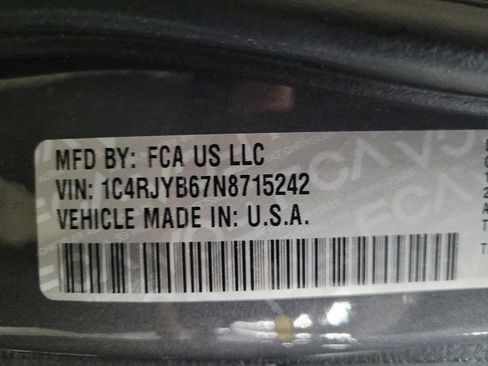 MFD BY: FCA US LLC
VIN: 1C4RJYB67N8715242
VEHICLE MADE IN: U.S.A.